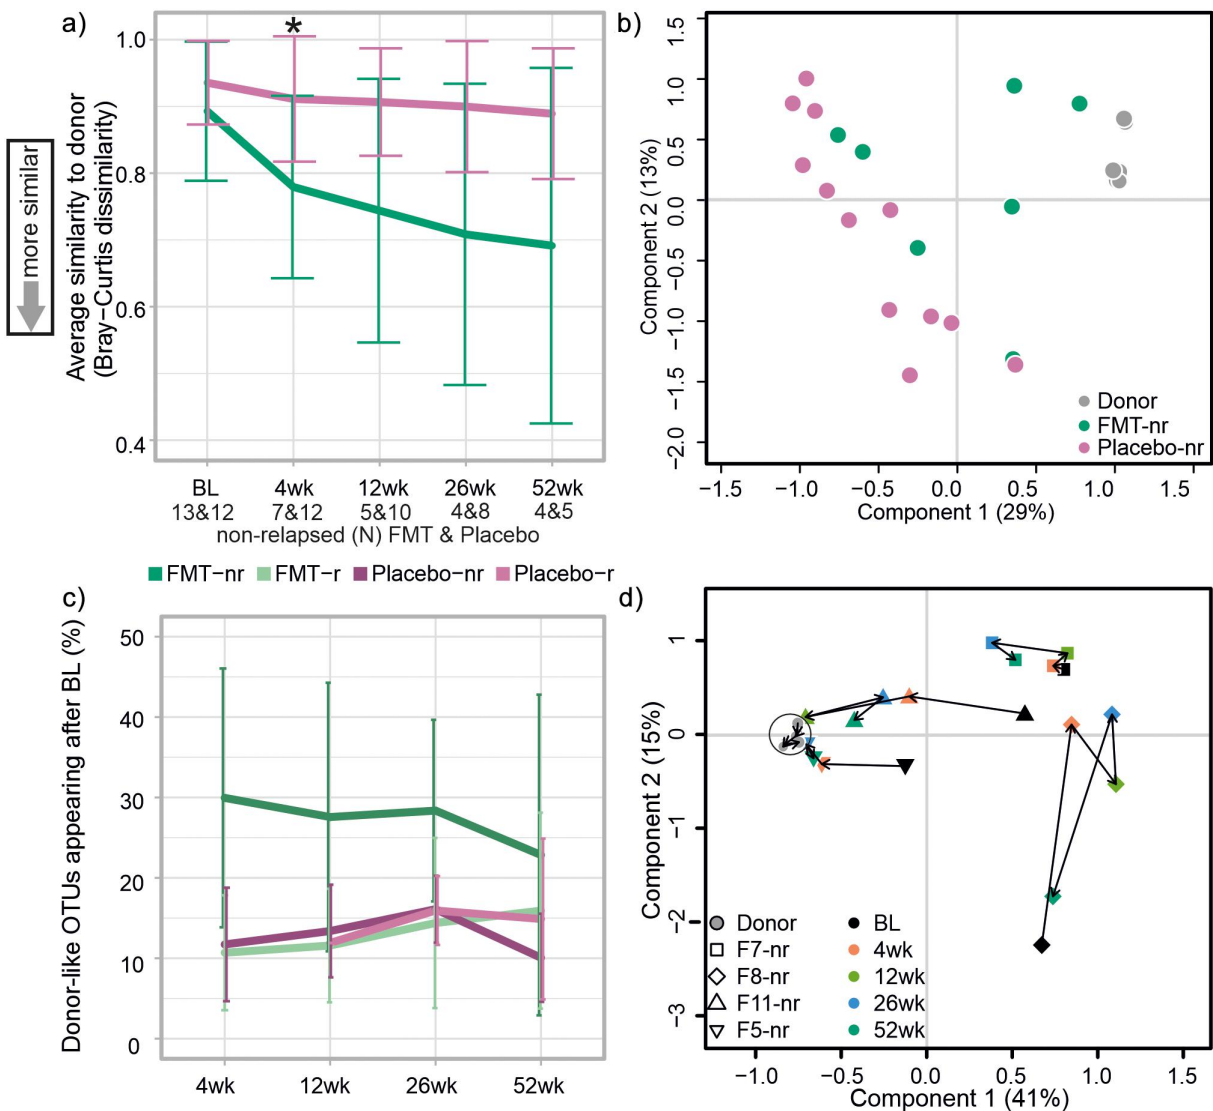 a)
more similar
Average similarity to donor
(Bray−Curtis dissimilarity)
1.0
0.8
0.6
0.4
*
BL
4wk
12wk
26wk
52wk
13&12
7&12
5&10
4&8
4&5
non-relapsed (N) FMT & Placebo
b)
Component 2 (13%)
1.5
1.0
0.5
0.0
−0.5
−1.0
−1.5
−2.0
Donor
FMT-nr
Placebo-nr
−1.5
−1.0
−0.5
0.0
0.5
1.0
1.5
Component 1 (29%)
FMT−nr
FMT−r
Placebo−nr
Placebo−r
c)
Donor-like OTUs appearing after BL (%)
50
40
30
20
10
0
4wk
12wk
26wk
52wk
d)
Component 2 (15%)
1
0
−1
−2
−3
Donor
F7-nr
F8-nr
F11-nr
F5-nr
BL
4wk
12wk
26wk
52wk
−1.0
−0.5
0.0
0.5
1.0
1.5
Component 1 (41%)